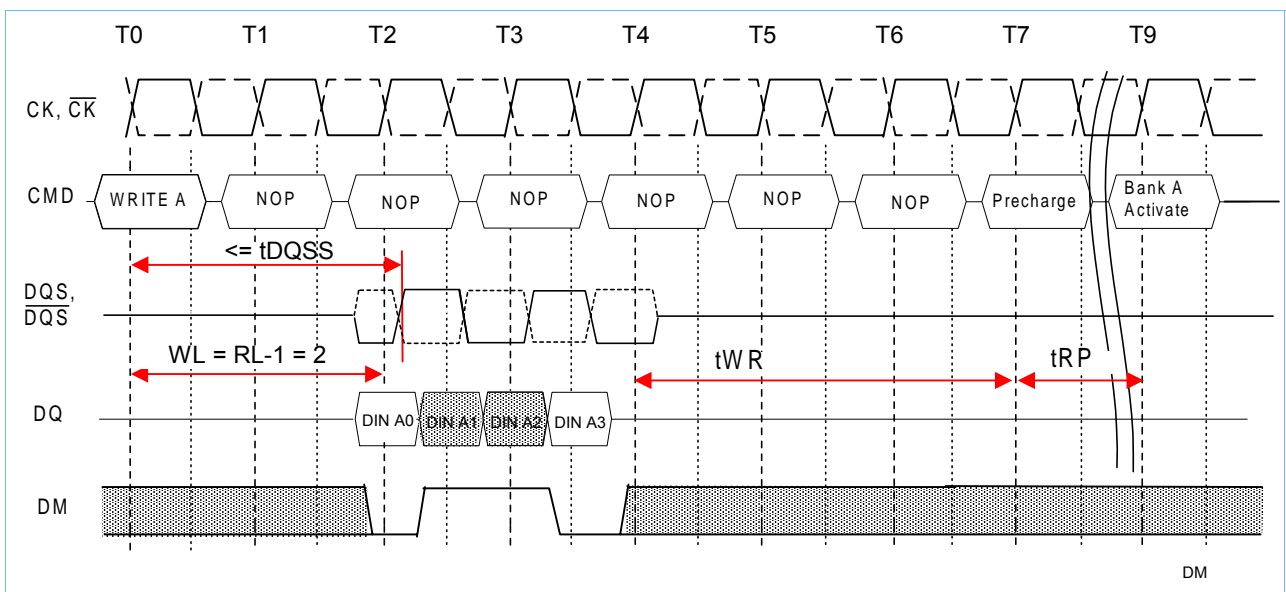 T0 T1 T2 T3 T4 T5 T6 T7 T9
CK, CK
CMD WRITE A NOP NOP NOP NOP NOP NOP Precharge Bank A
Activate
<= tDQSS
DQS,
DQS
WL = RL-1 = 2 tWR tRP
DQ DIN A0 DIN A1 DIN A2 DIN A3
DM
DM